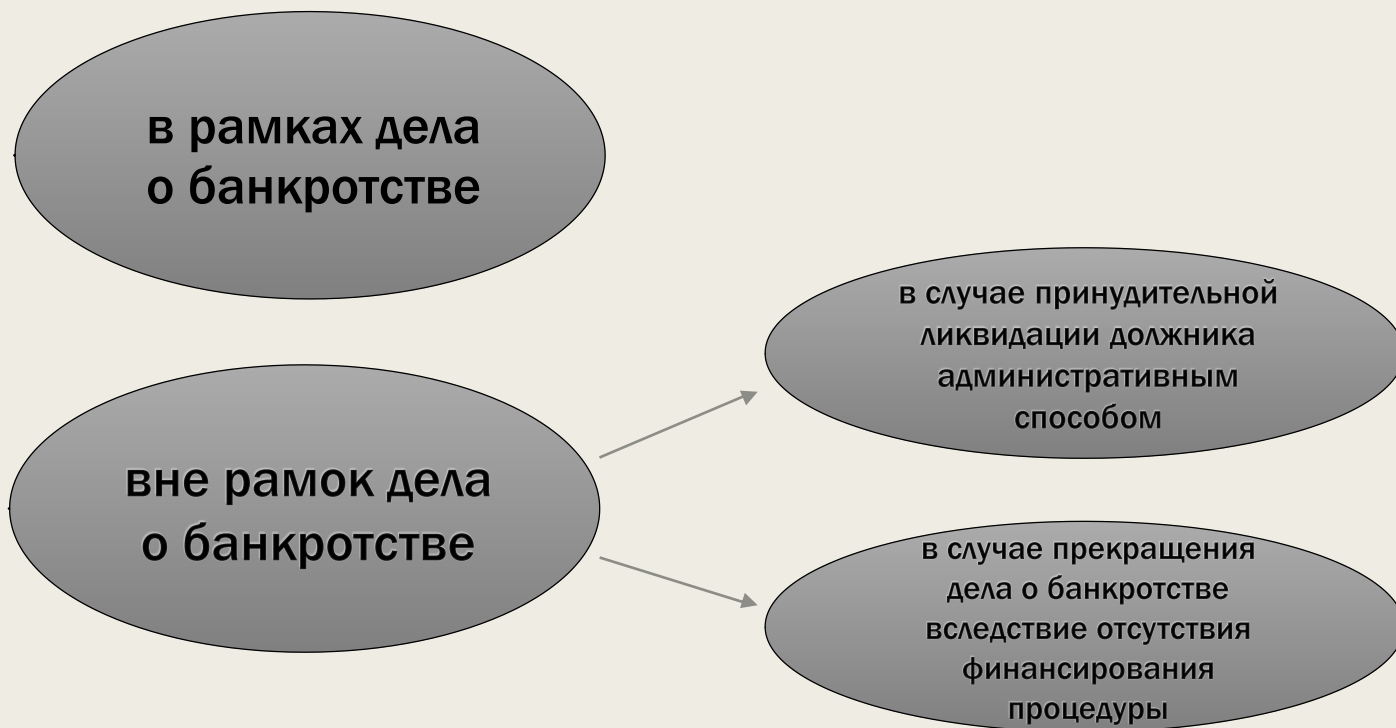 в рамках дела
о банкротстве
вне рамок дела
о банкротстве
в случае принудительной
ликвидации должника
административным
способом
в случае прекращения
дела о банкротстве
вследствие отсутствия
финансирования
процедуры